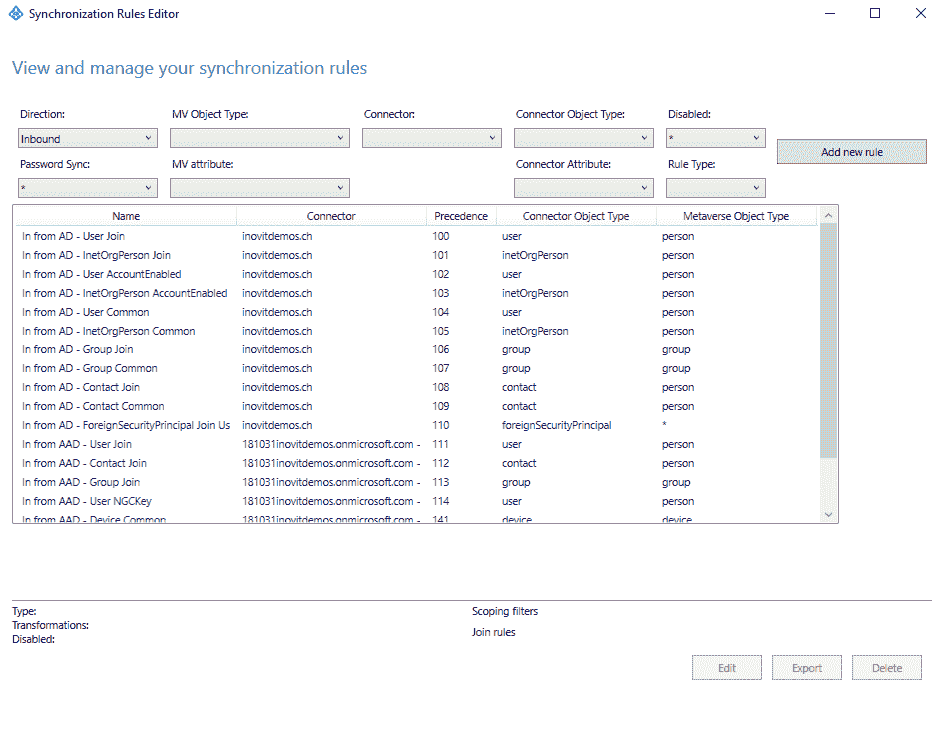 Synchronization Rules Editor
View and manage your synchronization rules
Direction: MV Object Type: Connector: Connector Object Type: Disabled:
Inbound *
Add new rule
Password Sync: MV attribute: Connector Attribute: Rule Type:
*
Name Connector Precedence Connector Object Type Metaverse Object Type
In from AD - User Join inovitdemos.ch 100 user person
In from AD - InetOrgPerson Join inovitdemos.ch 101 inetOrgPerson person
In from AD - User AccountEnabled inovitdemos.ch 102 user person
In from AD - InetOrgPerson AccountEnabled inovitdemos.ch 103 inetOrgPerson person
In from AD - User Common inovitdemos.ch 104 user person
In from AD - InetOrgPerson Common inovitdemos.ch 105 inetOrgPerson person
In from AD - Group Join inovitdemos.ch 106 group group
In from AD - Group Common inovitdemos.ch 107 group group
In from AD - Contact Join inovitdemos.ch 108 contact person
In from AD - Contact Common inovitdemos.ch 109 contact person
In from AD - ForeignSecurityPrincipal Join Us inovitdemos.ch 110 foreignSecurityPrincipal *
In from AAD - User Join 181031inovitdemos.onmicrosoft.com - 111 user person
In from AAD - Contact Join 181031inovitdemos.onmicrosoft.com - 112 contact person
In from AAD - Group Join 181031inovitdemos.onmicrosoft.com - 113 group group
In from AAD - User NGCKey 181031inovitdemos.onmicrosoft.com - 114 user person
In from AAD - Device Common 181031inovitdemos.onmicrosoft.com - 141 device device
Type: Scoping filters
Transformations:
Join rules
Disabled:
Edit Export Delete